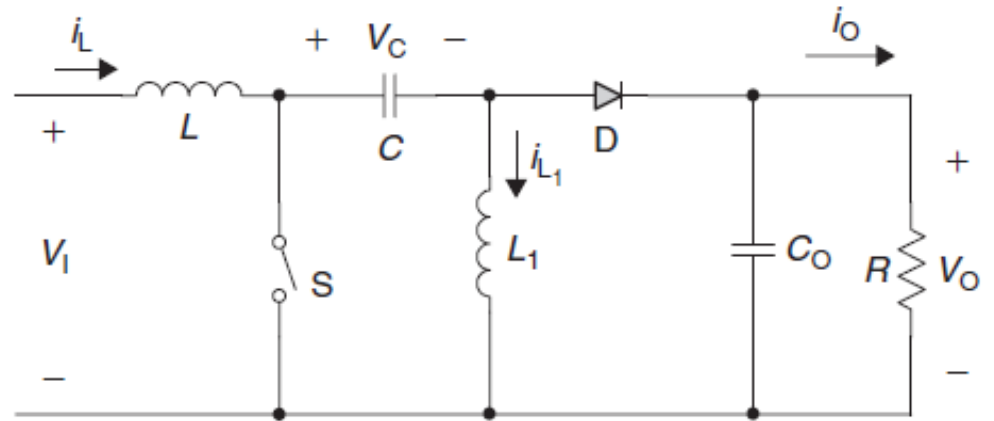 i_L + V_C − i_O
L C D
+ i_L1 +
V_I S L_1 C_O R V_O
− −